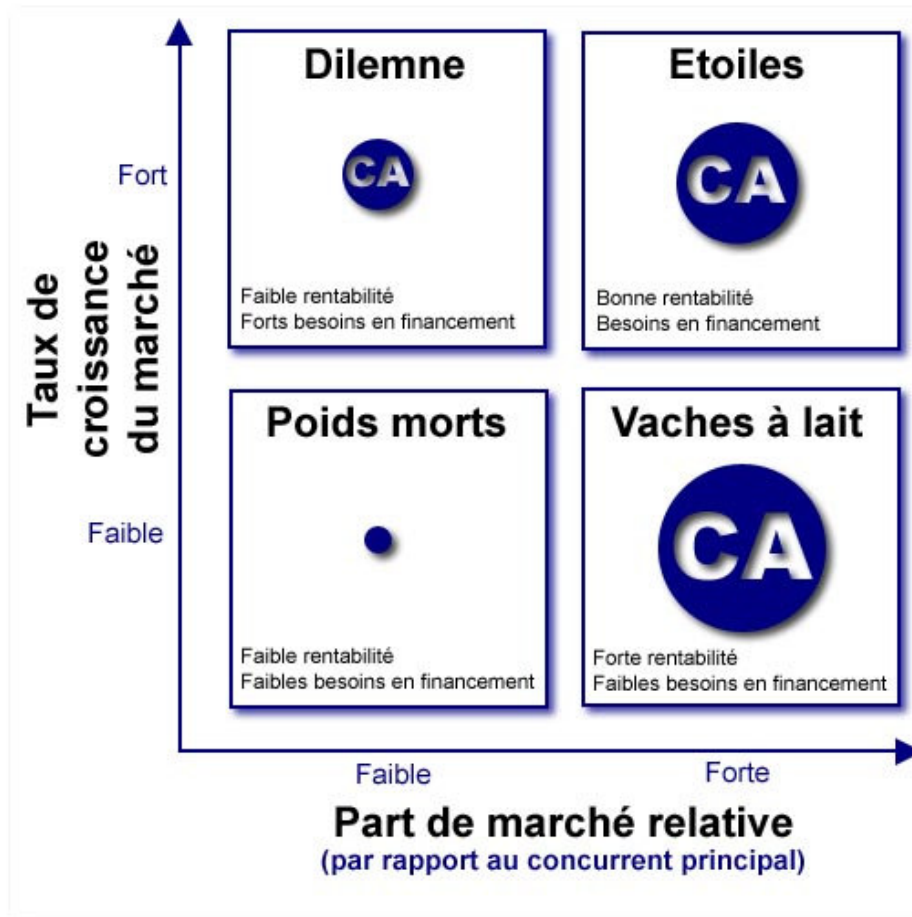 Dilemne
CA
Faible rentabilité
Forts besoins en financement
Etoiles
CA
Bonne rentabilité
Besoins en financement
Fort
Taux de
croissance
du marché
Faible
Poids morts
Faible rentabilité
Faibles besoins en financement
Vaches à lait
CA
Forte rentabilité
Faibles besoins en financement
Faible
Forte
Part de marché relative
(par rapport au concurrent principal)